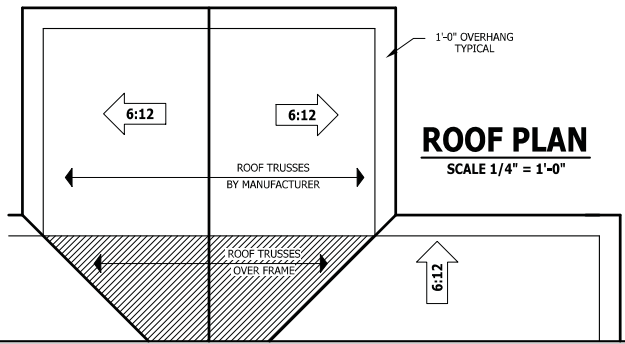 1'-0" OVERHANG
TYPICAL
6:12
6:12
ROOF PLAN
SCALE 1/4" = 1'-0"
ROOF TRUSSES
BY MANUFACTURER
ROOF TRUSSES
OVER FRAME
6:12